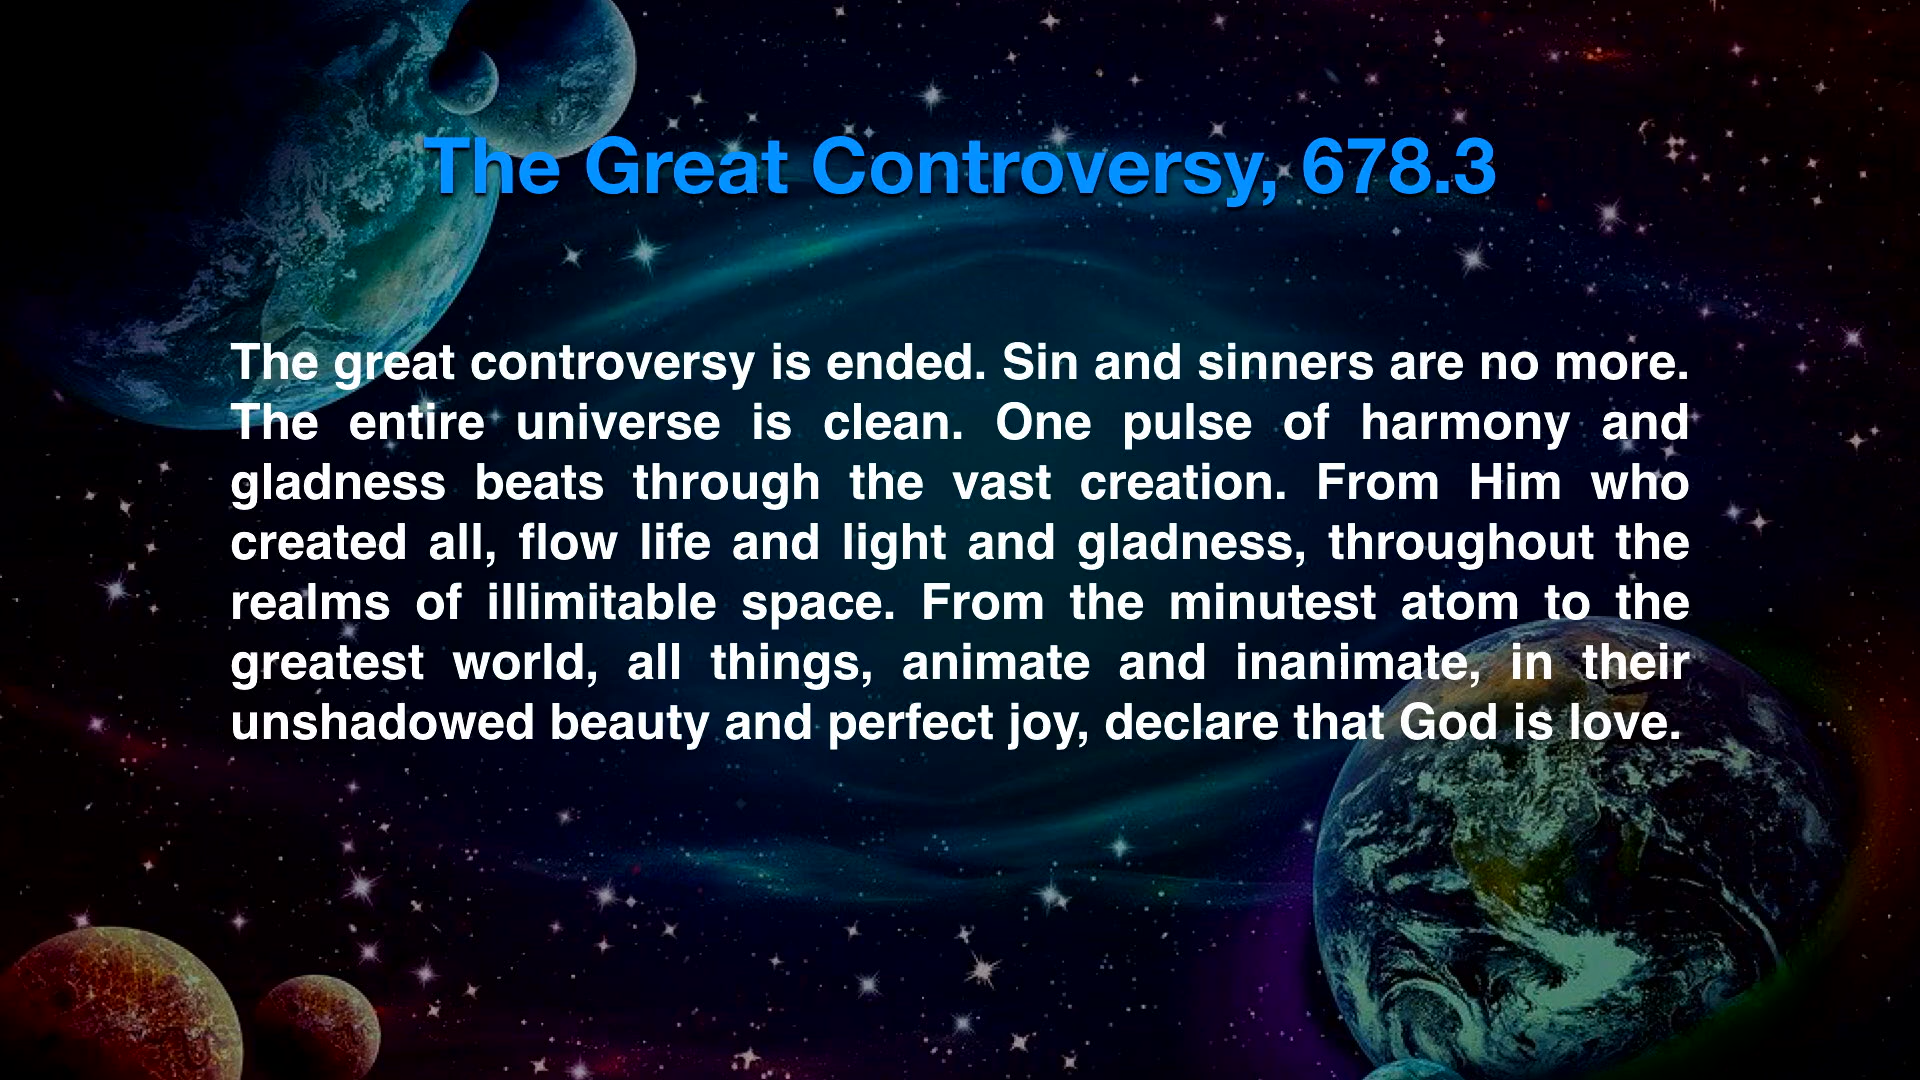 The Great Controversy, 678.3
The great controversy is ended. Sin and sinners are no more.
The entire universe is clean. One pulse of harmony and
gladness beats through the vast creation. From Him who
created all, flow life and light and gladness, throughout the
realms of illimitable space. From the minutest atom to the
greatest world, all things, animate and inanimate, in their
unshadowed beauty and perfect joy, declare that God is love.